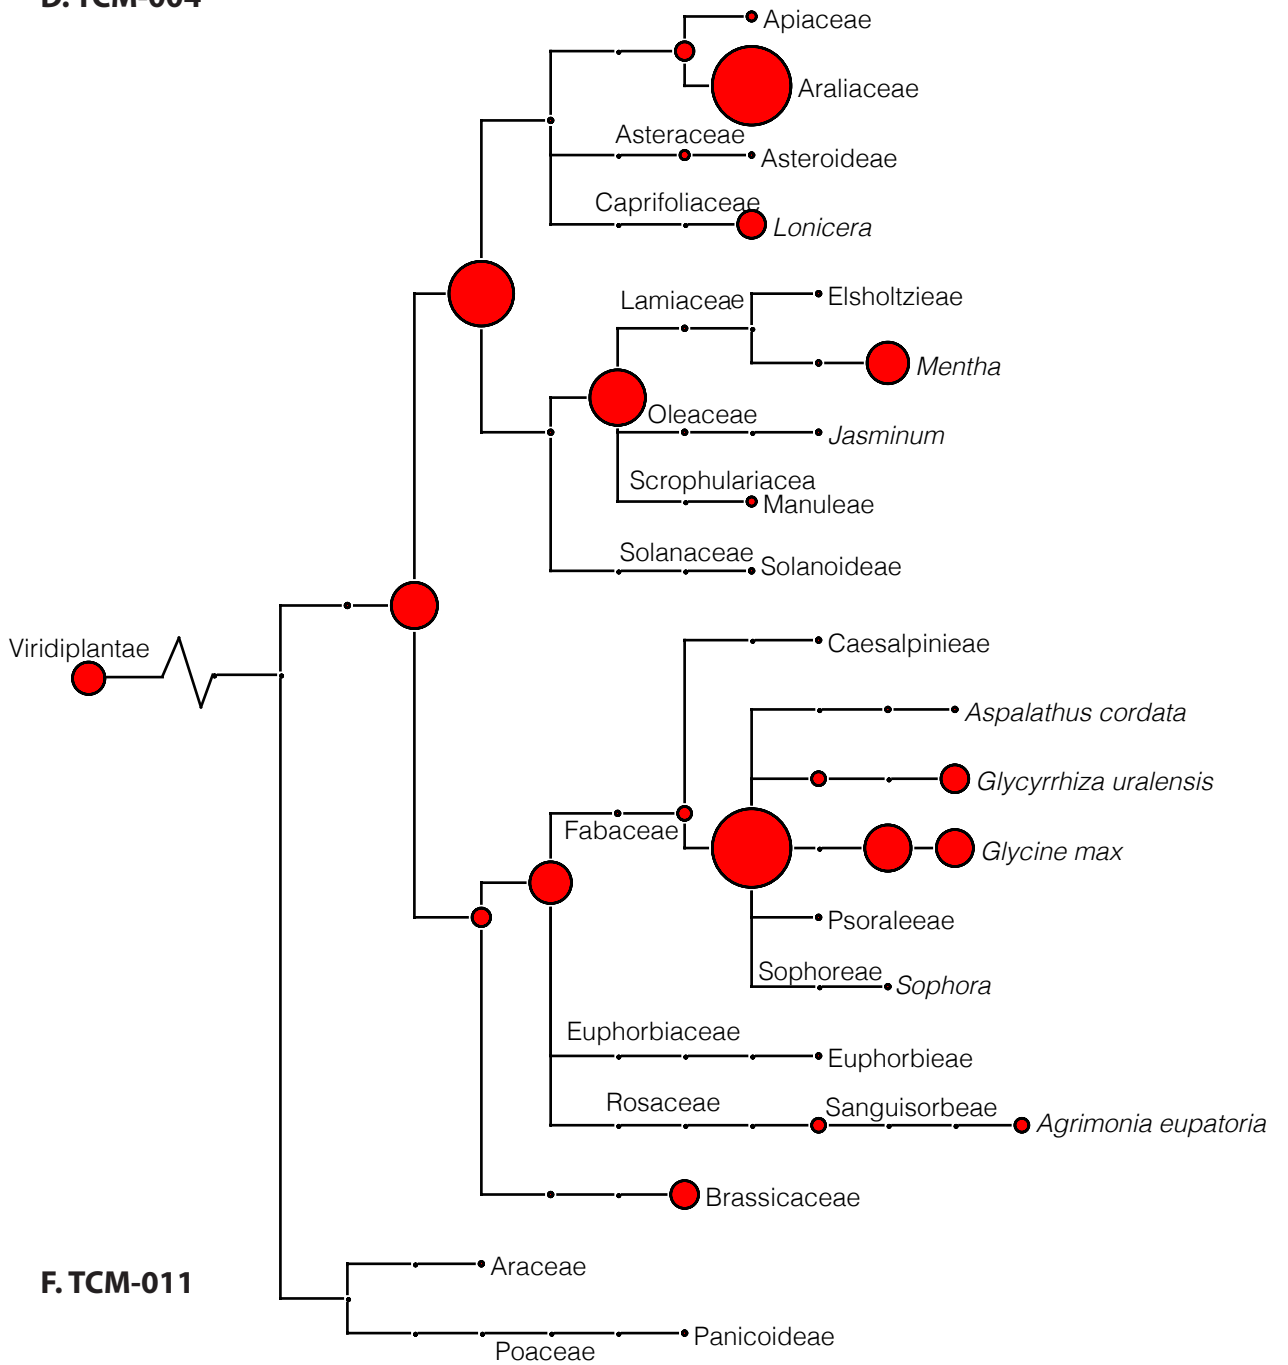 D. TCM-004
Apiaceae
Araliaceae
Asteraceae
Asteroideae
Caprifoliaceae
Lonicera
Lamiaceae
Elsholtzieae
Mentha
Oleaceae
Jasminum
Scrophulariacea
Manuleae
Solanaceae
Solanoideae
Viridiplantae
Caesalpinieae
Aspalathus cordata
Glycyrrhiza uralensis
Fabaceae
Glycine max
Psoraleeae
Sophoreae
Sophora
Euphorbiaceae
Euphorbieae
Rosaceae
Sanguisorbeae
Agrimonia eupatoria
Brassicaceae
Araceae
F. TCM-011
Panicoideae
Poaceae